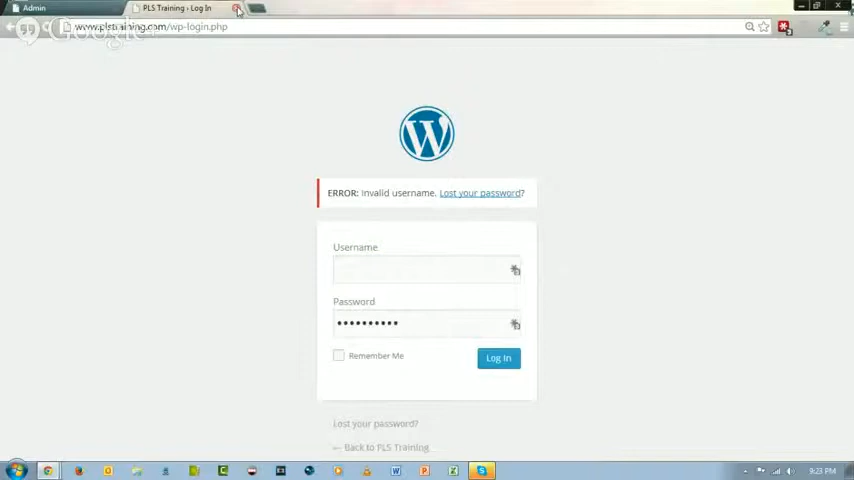 Admin
PLS Training › Log In
www.plstraining.com/wp-login.php
Google+
ERROR: Invalid username. Lost your password?
Username
Password
Remember Me
Log In
Lost your password?
← Back to PLS Training
9:23 PM